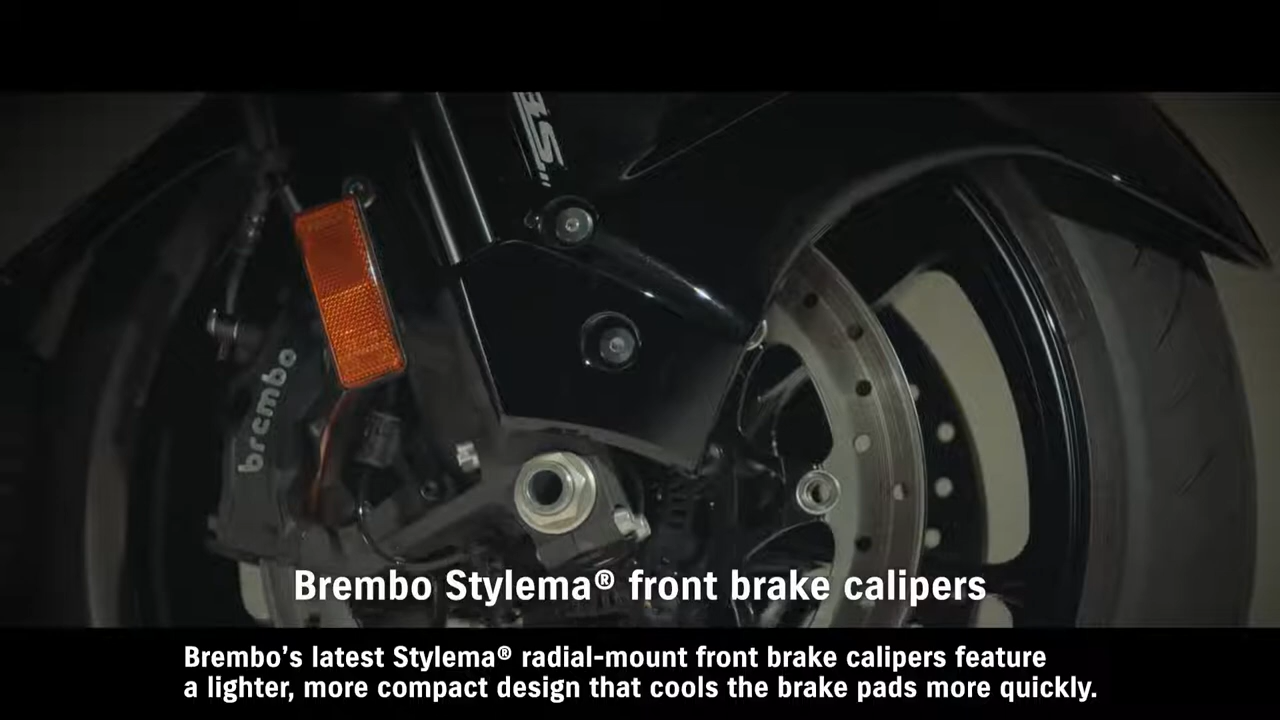 brembo
Brembo Stylema® front brake calipers
Brembo's latest Stylema® radial-mount front brake calipers feature
a lighter, more compact design that cools the brake pads more quickly.